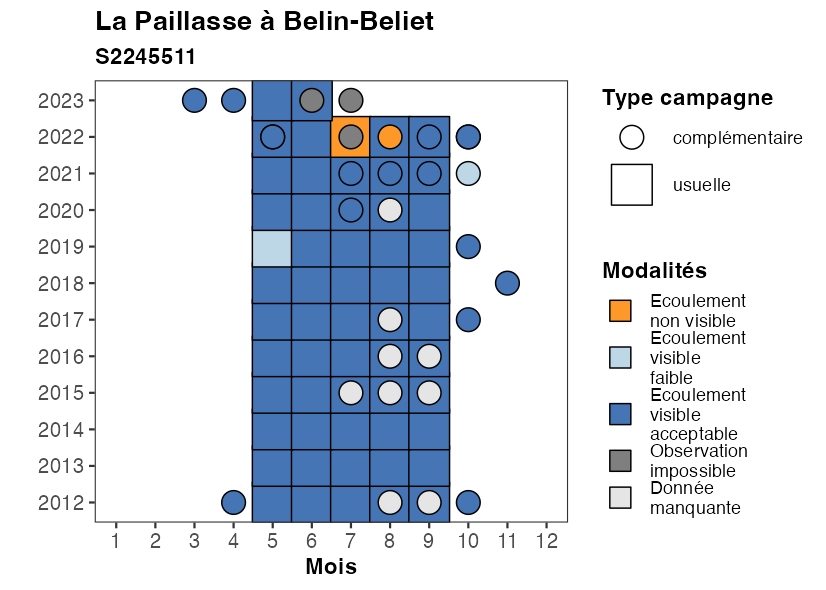 La Paillasse à Belin-Beliet
S2245511
2023
2022
2021
2020
2019
2018
2017
2016
2015
2014
2013
2012
1 2 3 4 5 6 7 8 9 10 11 12
Mois
Type campagne
complémentaire
usuelle
Modalités
Ecoulement
non visible
Ecoulement
visible
faible
Ecoulement
visible
acceptable
Observation
impossible
Donnée
manquante